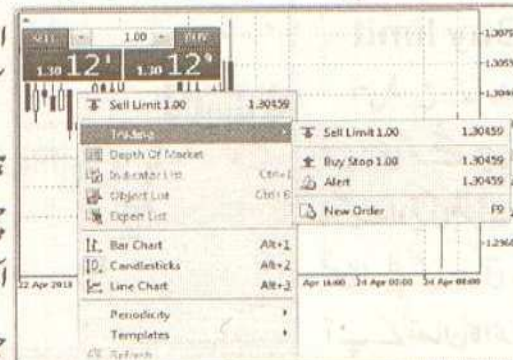 SELL 1.00 BUY
1.30 12¹ 1.30 12⁹
Sell Limit 1.00 1.30459
Trading
Depth Of Market
Indicator List Ctrl+I
Object List Ctrl+B
Expert List
Bar Chart Alt+1
Candlesticks Alt+2
Line Chart Alt+3
Periodicity
Templates
Refresh
Sell Limit 1.00 1.30459
Buy Stop 1.00 1.30459
Alert 1.30459
New Order F9
22 Apr 2013
24 Apr 00:00 24 Apr 08:00